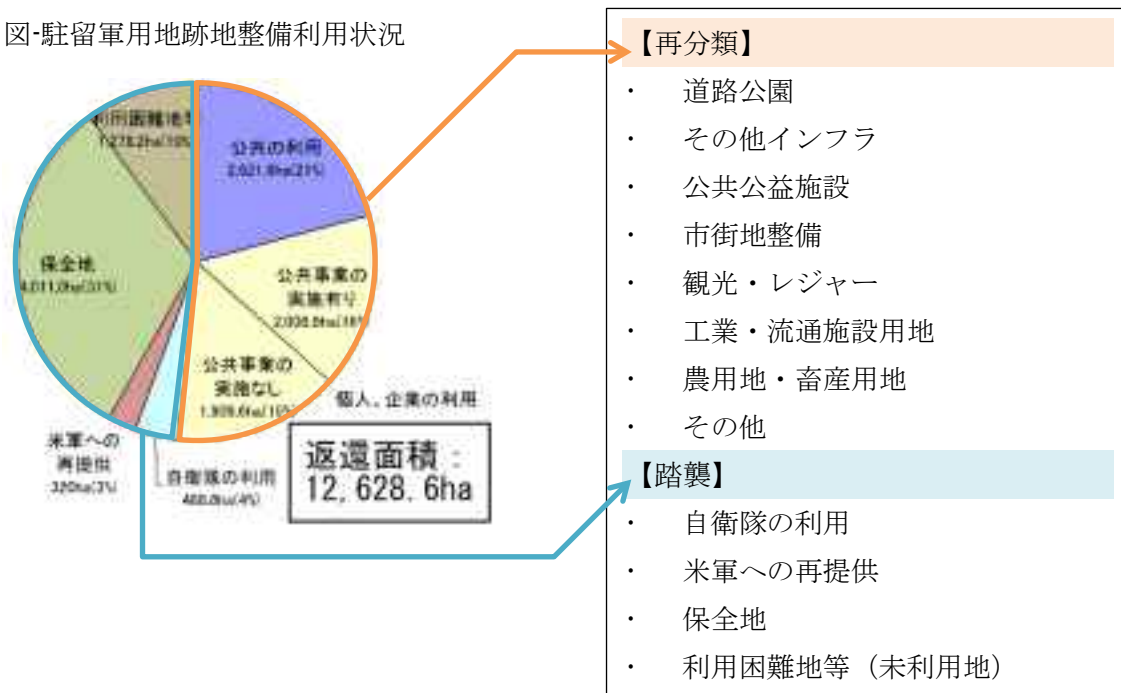 図-駐留軍用地跡地整備利用状況
利用困難地等
公共の利用
保全地
公共事業の
実施有り
公共事業の
実施なし
個人、企業の利用
米軍への
再提供
320ha(3%)
自衛隊の利用
返還面積:
12,628.6ha
【再分類】
・ 道路公園
・ その他インフラ
・ 公共公益施設
・ 市街地整備
・ 観光・レジャー
・ 工業・流通施設用地
・ 農用地・畜産用地
・ その他
【踏襲】
・ 自衛隊の利用
・ 米軍への再提供
・ 保全地
・ 利用困難地等（未利用地）